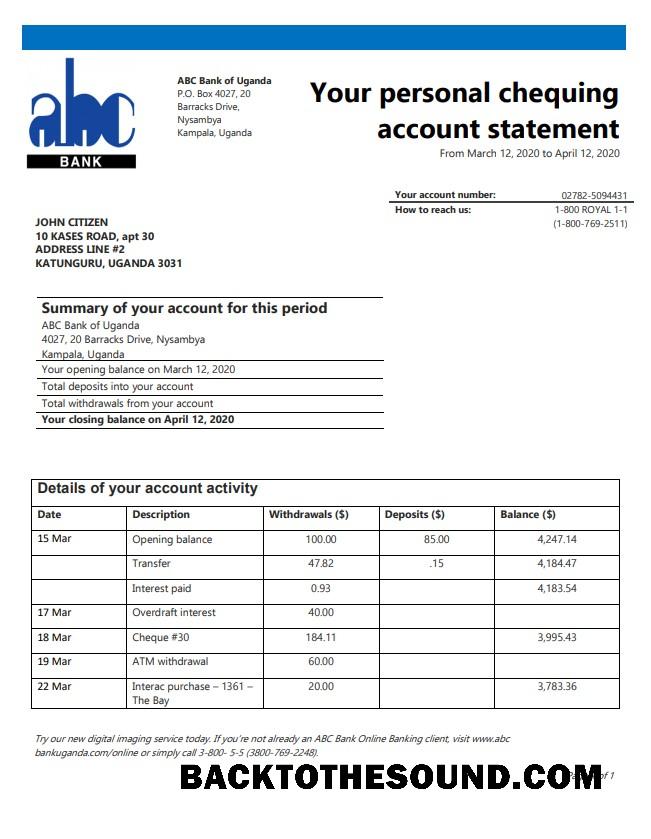 abc
BANK
ABC Bank of Uganda
P.O. Box 4027, 20
Barracks Drive,
Nysambya
Kampala, Uganda
Your personal chequing
account statement
From March 12, 2020 to April 12, 2020
Your account number: 02782-5094431
How to reach us: 1-800 ROYAL 1-1
(1-800-769-2511)
JOHN CITIZEN
10 KASES ROAD, apt 30
ADDRESS LINE #2
KATUNGURU, UGANDA 3031
Summary of your account for this period
ABC Bank of Uganda
4027, 20 Barracks Drive, Nysambya
Kampala, Uganda
Your opening balance on March 12, 2020
Total deposits into your account
Total withdrawals from your account
Your closing balance on April 12, 2020
Details of your account activity
Date Description Withdrawals ($) Deposits ($) Balance ($)
15 Mar Opening balance 100.00 85.00 4,247.14
Transfer 47.82 .15 4,184.47
Interest paid 0.93 4,183.54
17 Mar Overdraft interest 40.00
18 Mar Cheque #30 184.11 3,995.43
19 Mar ATM withdrawal 60.00
22 Mar Interac purchase – 1361 – 20.00 3,783.36
The Bay
Try our new digital imaging service today. If you're not already an ABC Bank Online Banking client, visit www.abc
bankuganda.com/online or simply call 3-800- 5-5 (3800-769-2248).
BACKTOTHESOUND.COM
of 1